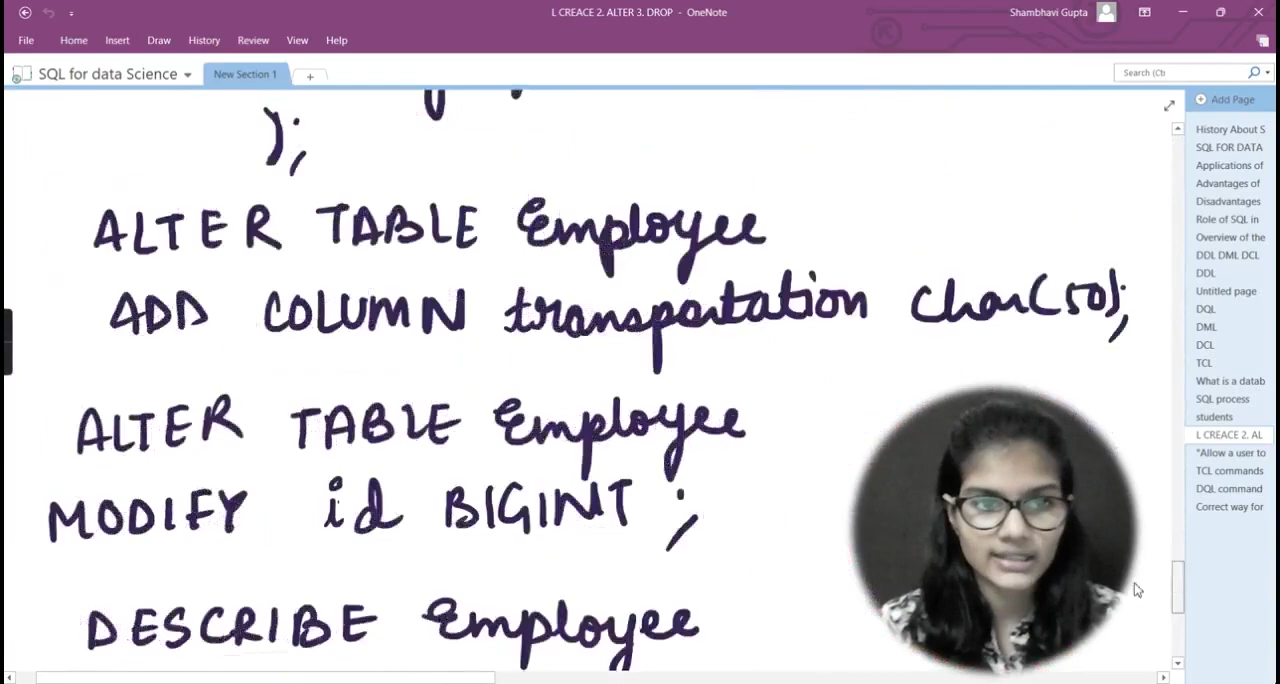 L CREACE 2. ALTER 3. DROP - OneNote
Shambhavi Gupta
File Home Insert Draw History Review View Help
SQL for data Science
New Section 1
Search (Ctr
Add Page
);
ALTER TABLE Employee
ADD COLUMN transportation char(50);
ALTER TABLE Employee
MODIFY id BIGINT ;
DESCRIBE Employee
History About S
SQL FOR DATA
Applications of
Advantages of
Disadvantages
Role of SQL in
Overview of the
DDL DML DCL
DDL
Untitled page
DQL
DML
DCL
TCL
What is a datab
SQL process
students
L CREACE 2. AL
"Allow a user to
TCL commands
DQL command
Correct way for